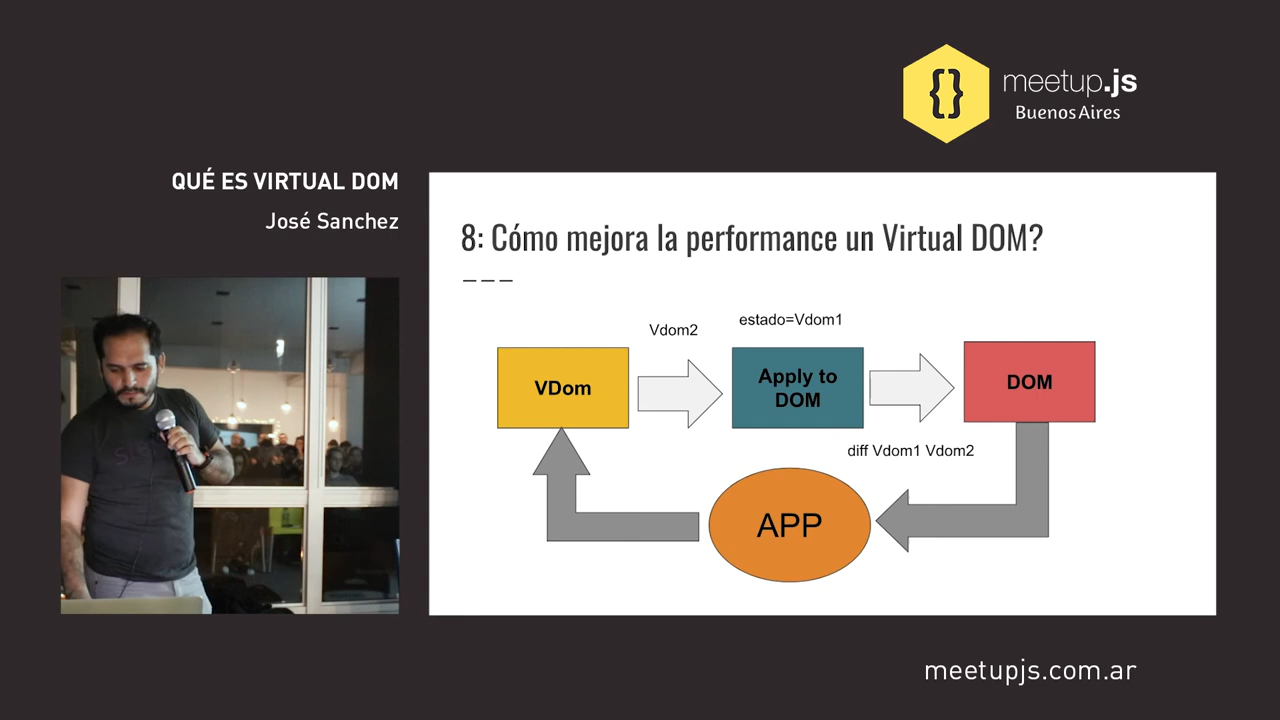 {}
meetup.js
Buenos Aires
QUÉ ES VIRTUAL DOM
José Sanchez
8: Cómo mejora la performance un Virtual DOM?
Vdom2
estado=Vdom1
VDom
Apply to
DOM
DOM
diff Vdom1 Vdom2
APP
meetupjs.com.ar